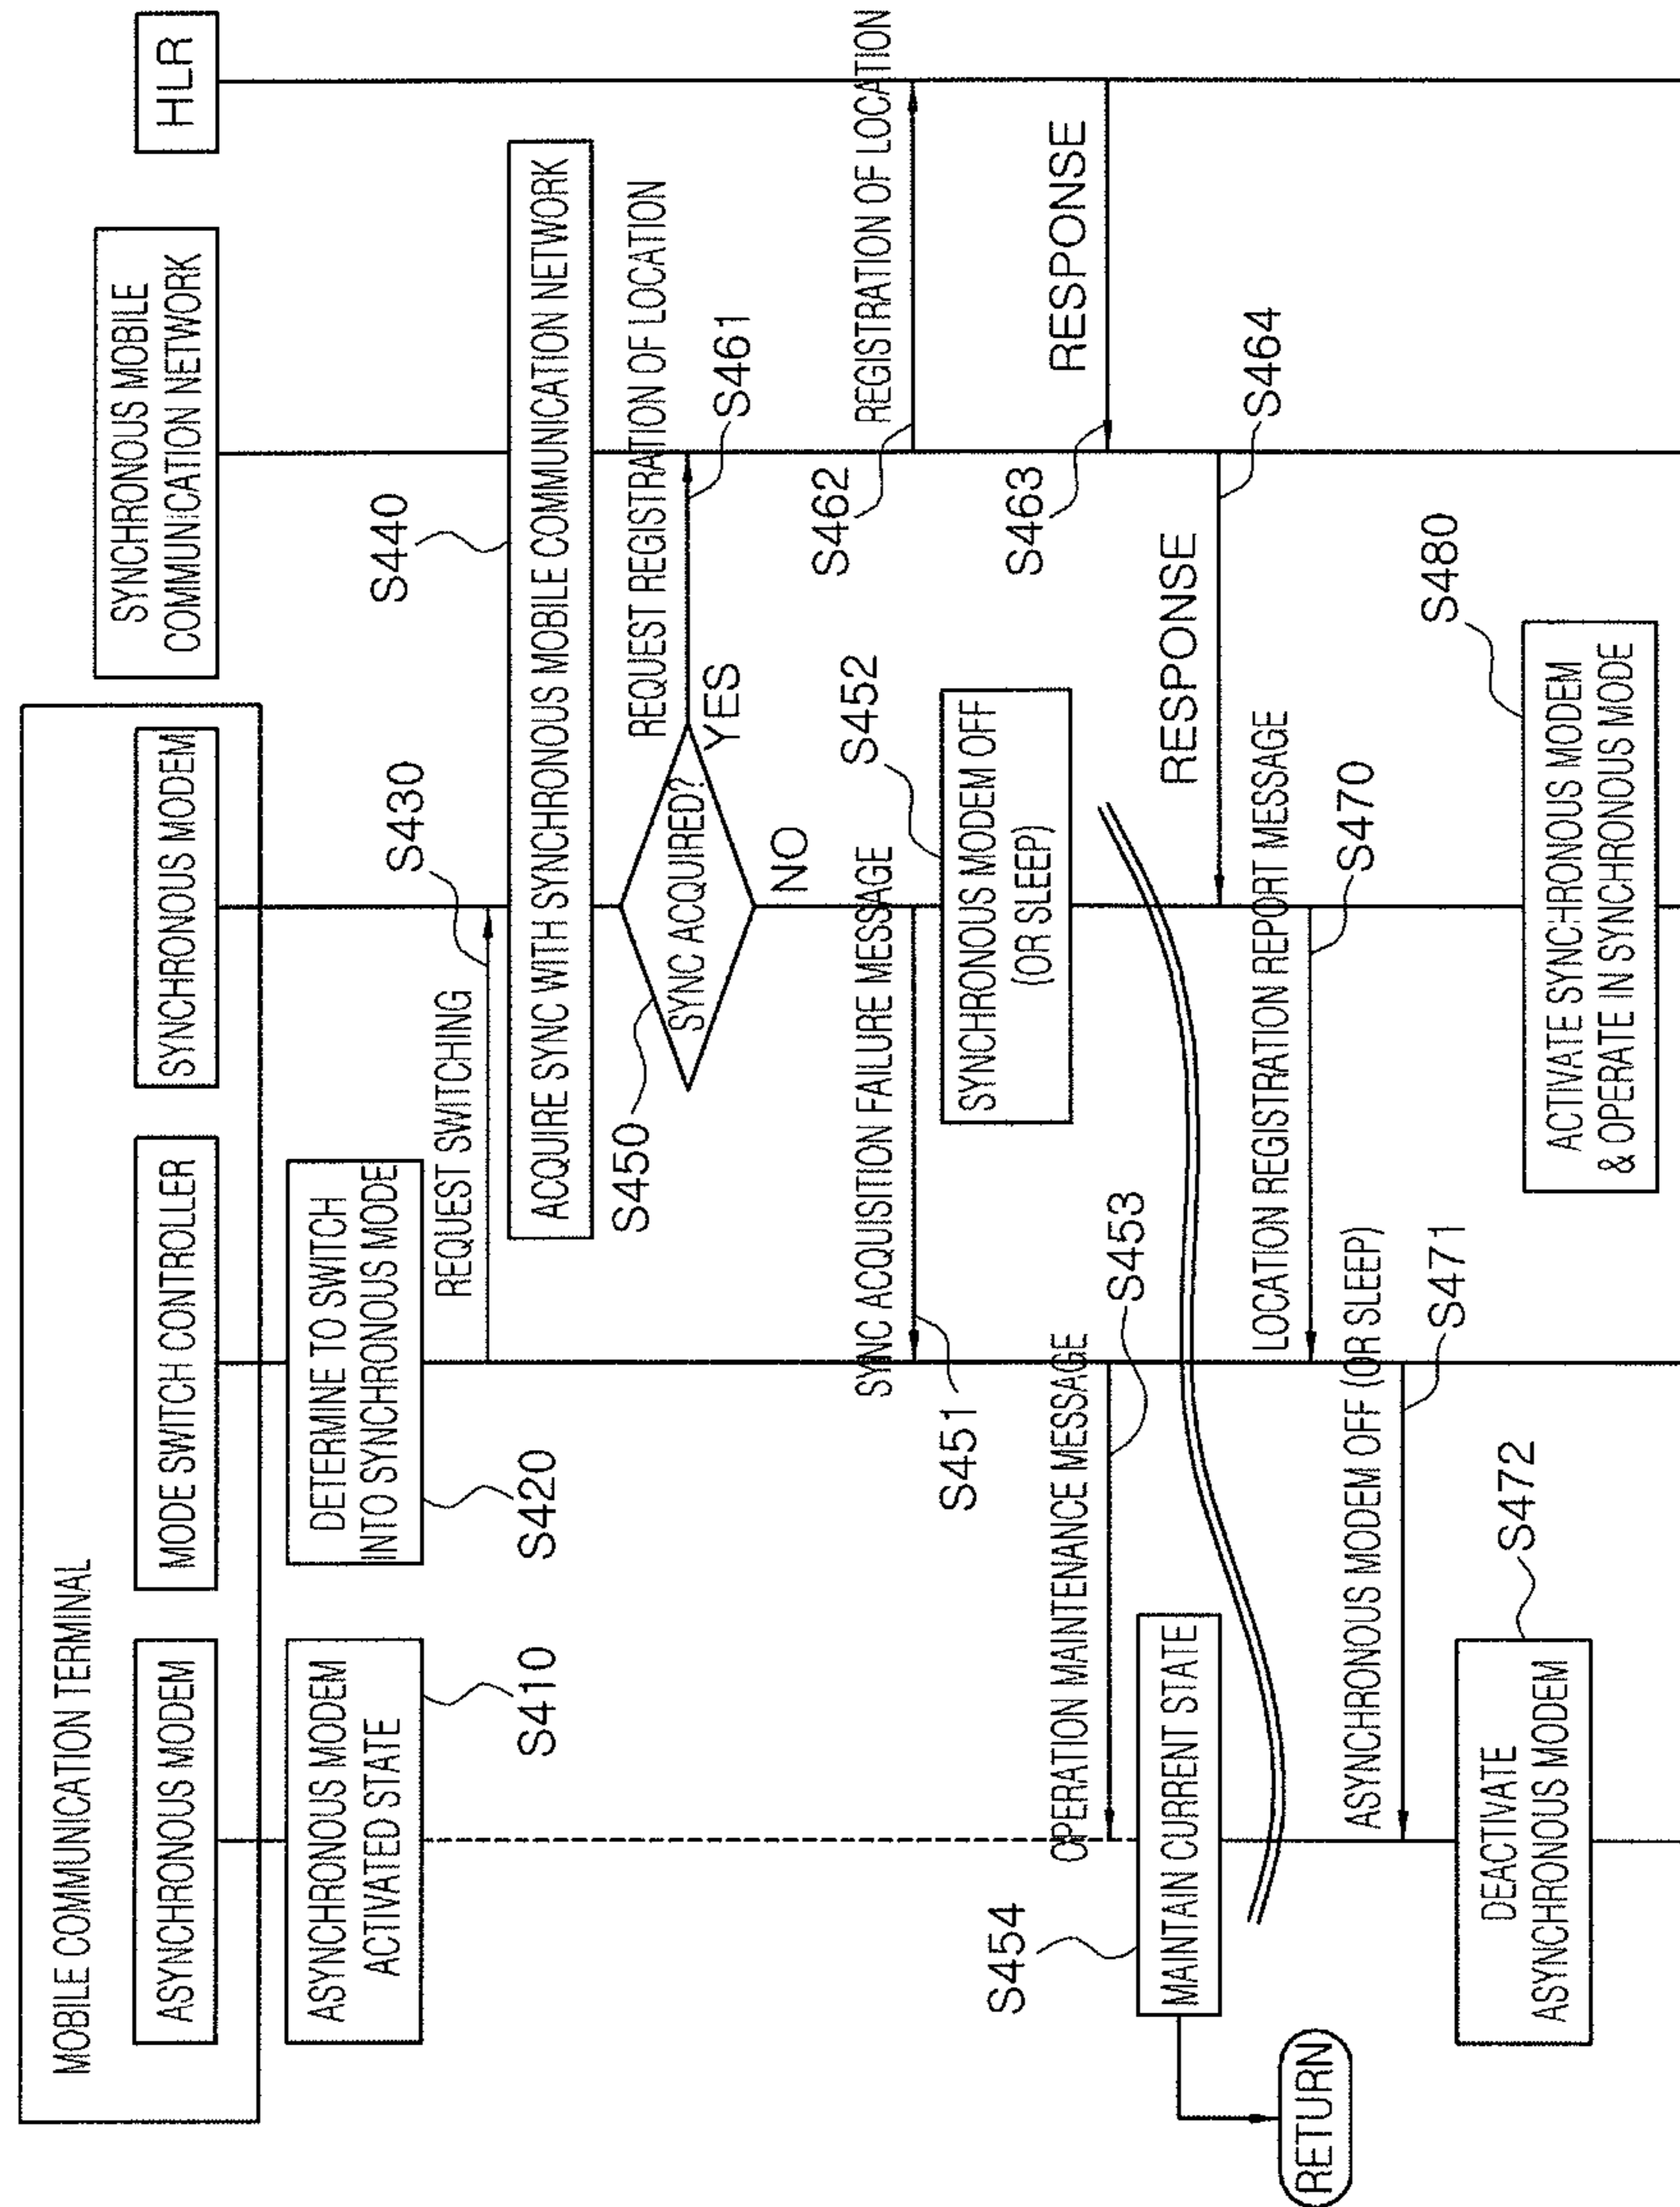 MOBILE COMMUNICATION TERMINAL
ASYNCHRONOUS MODEM
MODE SWITCH CONTROLLER
SYNCHRONOUS MODEM
SYNCHRONOUS MOBILE
COMMUNICATION NETWORK
HLR
ASYNCHRONOUS MODEM
ACTIVATED STATE
S410
DETERMINE TO SWITCH
INTO SYNCHRONOUS MODE
S420
REQUEST SWITCHING
S430
S440
ACQUIRE SYNC WITH SYNCHRONOUS MOBILE COMMUNICATION NETWORK
S450
SYNC ACQUIRED?
YES
NO
REQUEST REGISTRATION OF LOCATION
S461
SYNC ACQUISITION FAILURE MESSAGE
S451
S452
SYNCHRONOUS MODEM OFF
(OR SLEEP)
REGISTRATION OF LOCATION
S462
OPERATION MAINTENANCE MESSAGE
S453
RESPONSE
S463
S454
MAINTAIN CURRENT STATE
RETURN
RESPONSE
S464
LOCATION REGISTRATION REPORT MESSAGE
S470
ASYNCHRONOUS MODEM OFF (OR SLEEP)
S471
S472
DEACTIVATE
ASYNCHRONOUS MODEM
S480
ACTIVATE SYNCHRONOUS MODEM
& OPERATE IN SYNCHRONOUS MODE